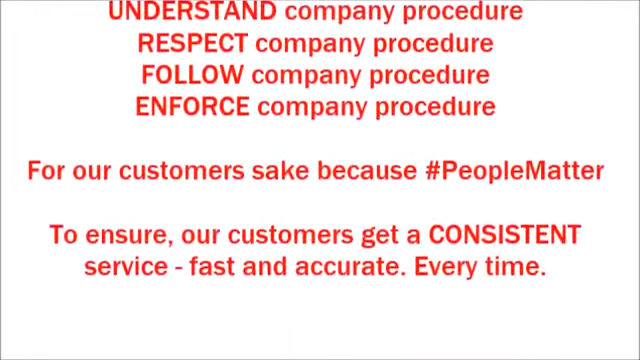 UNDERSTAND company procedure
RESPECT company procedure
FOLLOW company procedure
ENFORCE company procedure
For our customers sake because #PeopleMatter
To ensure, our customers get a CONSISTENT
service - fast and accurate. Every time.